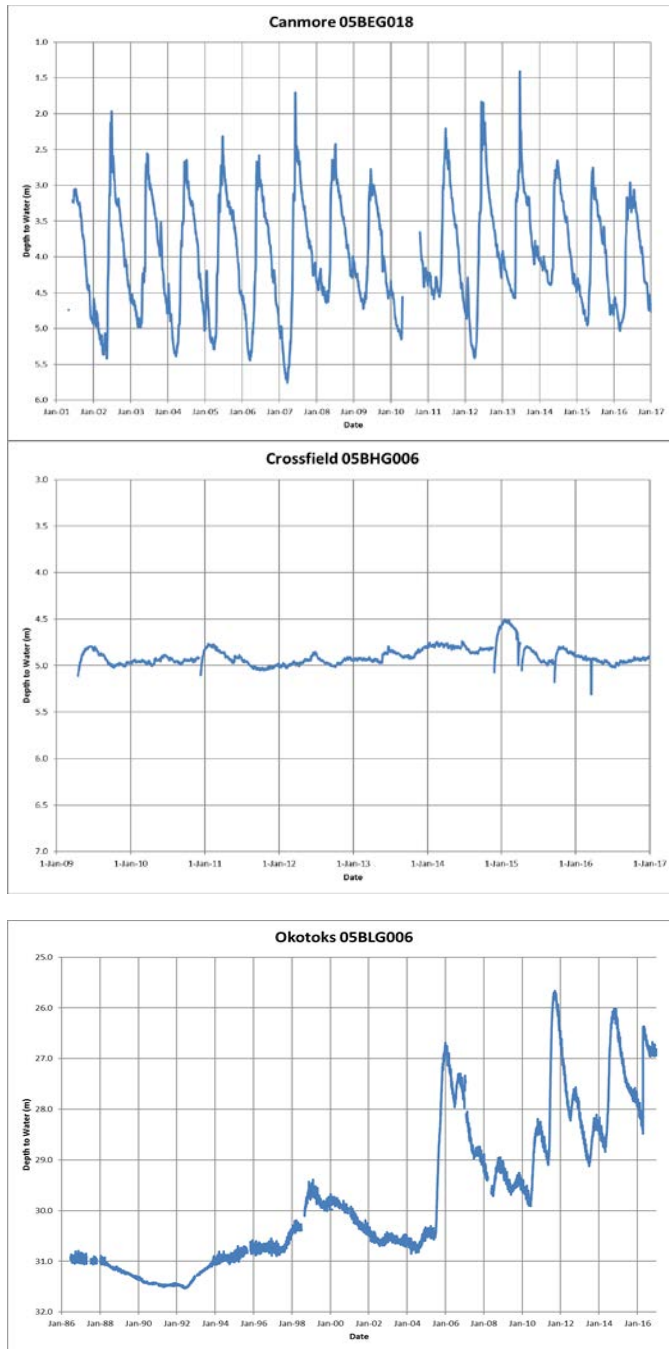 Canmore 05BEG018
1.0
1.5
2.0
2.5
3.0
3.5
4.0
4.5
5.0
5.5
6.0
Depth to Water (m)
Jan-01 Jan-02 Jan-03 Jan-04 Jan-05 Jan-06 Jan-07 Jan-08 Jan-09 Jan-10 Jan-11 Jan-12 Jan-13 Jan-14 Jan-15 Jan-16 Jan-17
Date
Crossfield 05BHG006
3.0
3.5
4.0
4.5
5.0
5.5
6.0
6.5
7.0
Depth to Water (m)
1-Jan-09 1-Jan-10 1-Jan-11 1-Jan-12 1-Jan-13 1-Jan-14 1-Jan-15 1-Jan-16 1-Jan-17
Date
Okotoks 05BLG006
25.0
26.0
27.0
28.0
29.0
30.0
31.0
32.0
Depth to Water (m)
Jan-86 Jan-88 Jan-90 Jan-92 Jan-94 Jan-96 Jan-98 Jan-00 Jan-02 Jan-04 Jan-06 Jan-08 Jan-10 Jan-12 Jan-14 Jan-16
Date